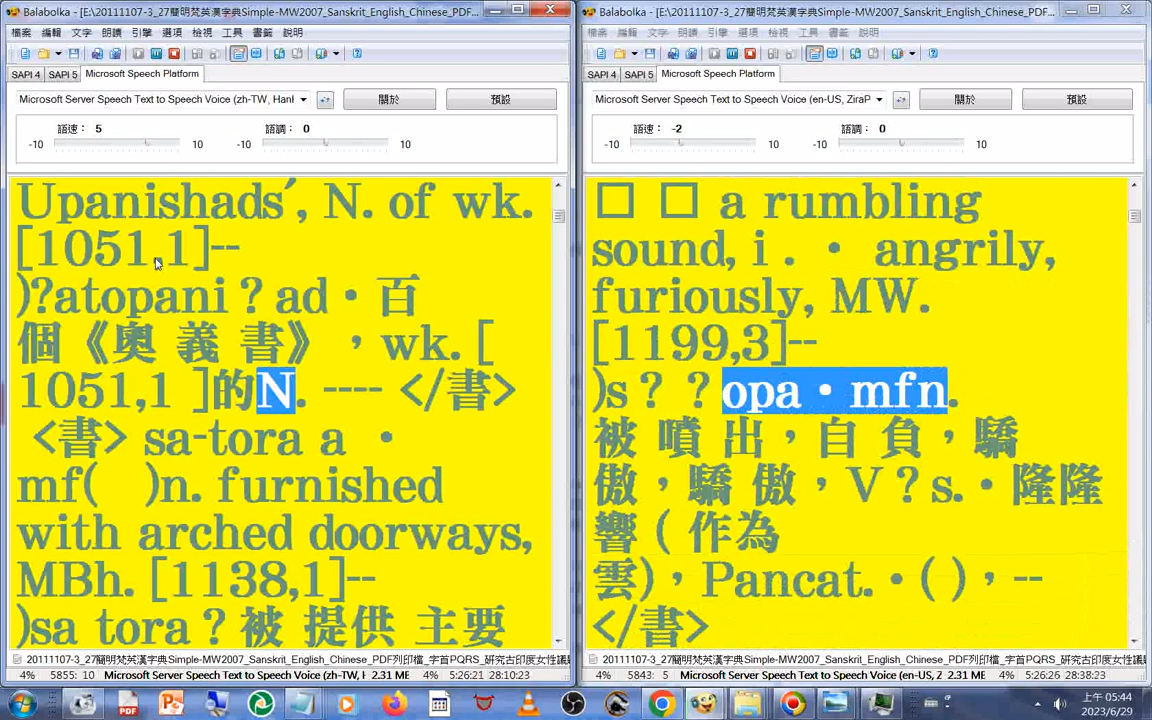 Balabolka - [E:\20111107-3_27簡明梵英漢字典Simple-MW2007_Sanskrit_English_Chinese_PDF...
檔案 編輯 文字 朗讀 引擎 選項 檢視 工具 書籤 說明
SAPI 4 SAPI 5 Microsoft Speech Platform
Microsoft Server Speech Text to Speech Voice (zh-TW, Hanl
關於
預設
語速： 5
語調： 0
-10 10 -10 10
Upanishads´, N. of wk.
[1051,1]--
)?atopani？ad・百
個《奧 義 書》，wk. [
1051,1 ]的N. ---- </書>
<書> sa-tora a ・
mf( )n. furnished
with arched doorways,
MBh. [1138,1]--
)sa tora？被 提供 主要
20111107-3_27簡明梵英漢字典Simple-MW2007_Sanskrit_English_Chinese_PDF列印檔_字首PQRS_研究古印度女性議題
4% 5855: 10 Microsoft Server Speech Text to Speech Voice (zh-TW, H 2.31 MB 4% 5:26:21 28:10:23
Balabolka - [E:\20111107-3_27簡明梵英漢字典Simple-MW2007_Sanskrit_English_Chinese_PDF...
檔案 編輯 文字 朗讀 引擎 選項 檢視 工具 書籤 說明
SAPI 4 SAPI 5 Microsoft Speech Platform
Microsoft Server Speech Text to Speech Voice (en-US, ZiraP
關於
預設
語速： -2
語調： 0
-10 10 -10 10
□ □ a rumbling
sound, i . ・ angrily,
furiously, MW.
[1199,3]--
)s？？opa・mfn.
被 噴 出，自 負，驕
傲，驕 傲，V？s.・隆隆
響（作為
雲)，Pancat.・( )，--
</書>
20111107-3_27簡明梵英漢字典Simple-MW2007_Sanskrit_English_Chinese_PDF列印檔_字首PQRS_研究古印度女性議
4% 5843: 5 Microsoft Server Speech Text to Speech Voice (en-US, Z 2.31 MB 4% 5:26:26 28:38:23
上午 05:44
2023/6/29